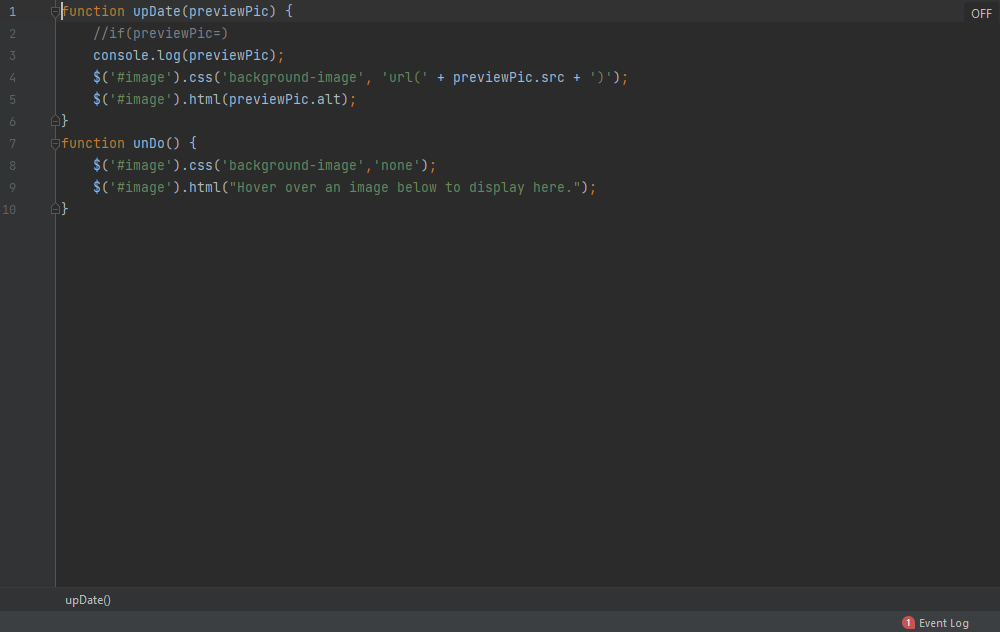 1 function upDate(previewPic) {
OFF
2 //if(previewPic=)
3 console.log(previewPic);
4 $('#image').css('background-image', 'url(' + previewPic.src + ')');
5 $('#image').html(previewPic.alt);
6 }
7 function unDo() {
8 $('#image').css('background-image','none');
9 $('#image').html("Hover over an image below to display here.");
10 }
upDate()
1 Event Log